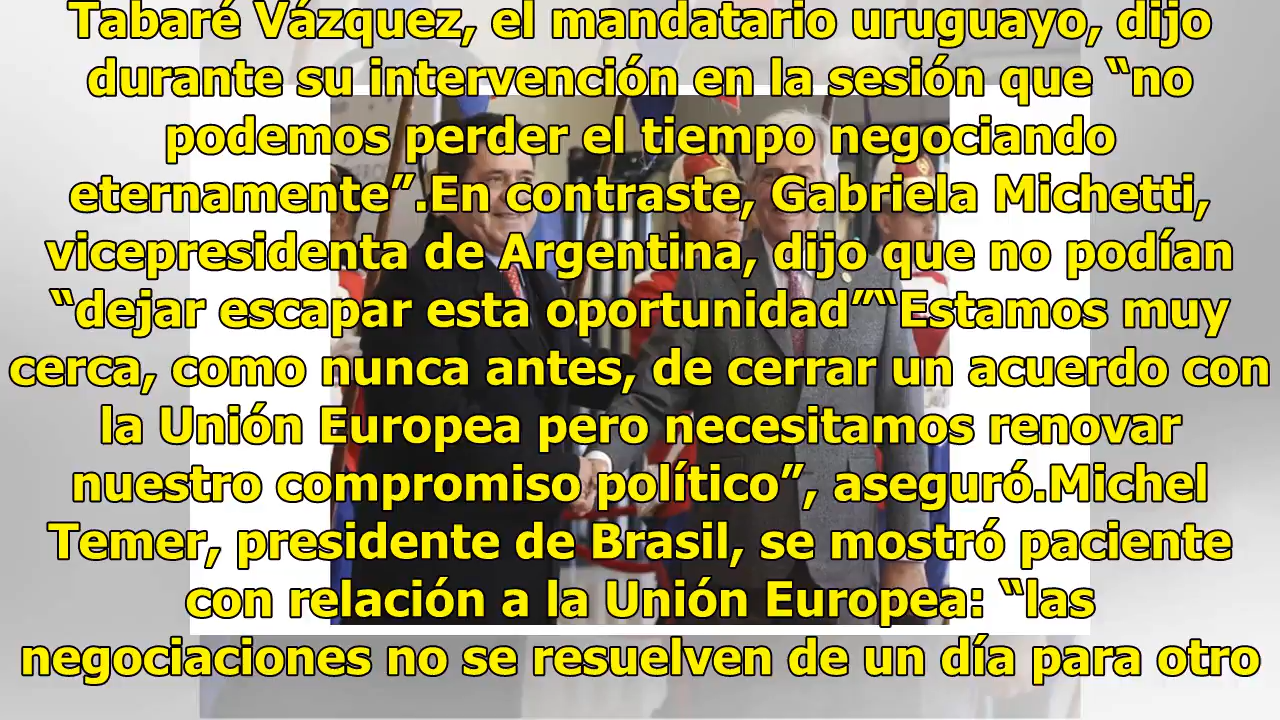 Tabaré Vázquez, el mandatario uruguayo, dijo
durante su intervención en la sesión que “no
podemos perder el tiempo negociando
eternamente”.En contraste, Gabriela Michetti,
vicepresidenta de Argentina, dijo que no podían
“dejar escapar esta oportunidad”“Estamos muy
cerca, como nunca antes, de cerrar un acuerdo con
la Unión Europea pero necesitamos renovar
nuestro compromiso político”, aseguró.Michel
Temer, presidente de Brasil, se mostró paciente
con relación a la Unión Europea: “las
negociaciones no se resuelven de un día para otro